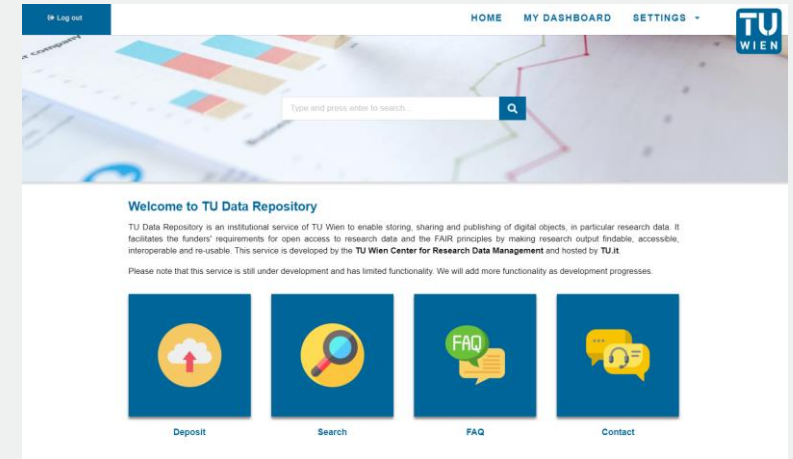 Log out
HOME MY DASHBOARD SETTINGS
TU
WIEN
company
Type and press enter to search...
Welcome to TU Data Repository
TU Data Repository is an institutional service of TU Wien to enable storing, sharing and publishing of digital objects, in particular research data. It
facilitates the funders' requirements for open access to research data and the FAIR principles by making research output findable, accessible,
interoperable and re-usable. This service is developed by the TU Wien Center for Research Data Management and hosted by TU.it.
Please note that this service is still under development and has limited functionality. We will add more functionality as development progresses.
FAQ
Deposit Search FAQ Contact